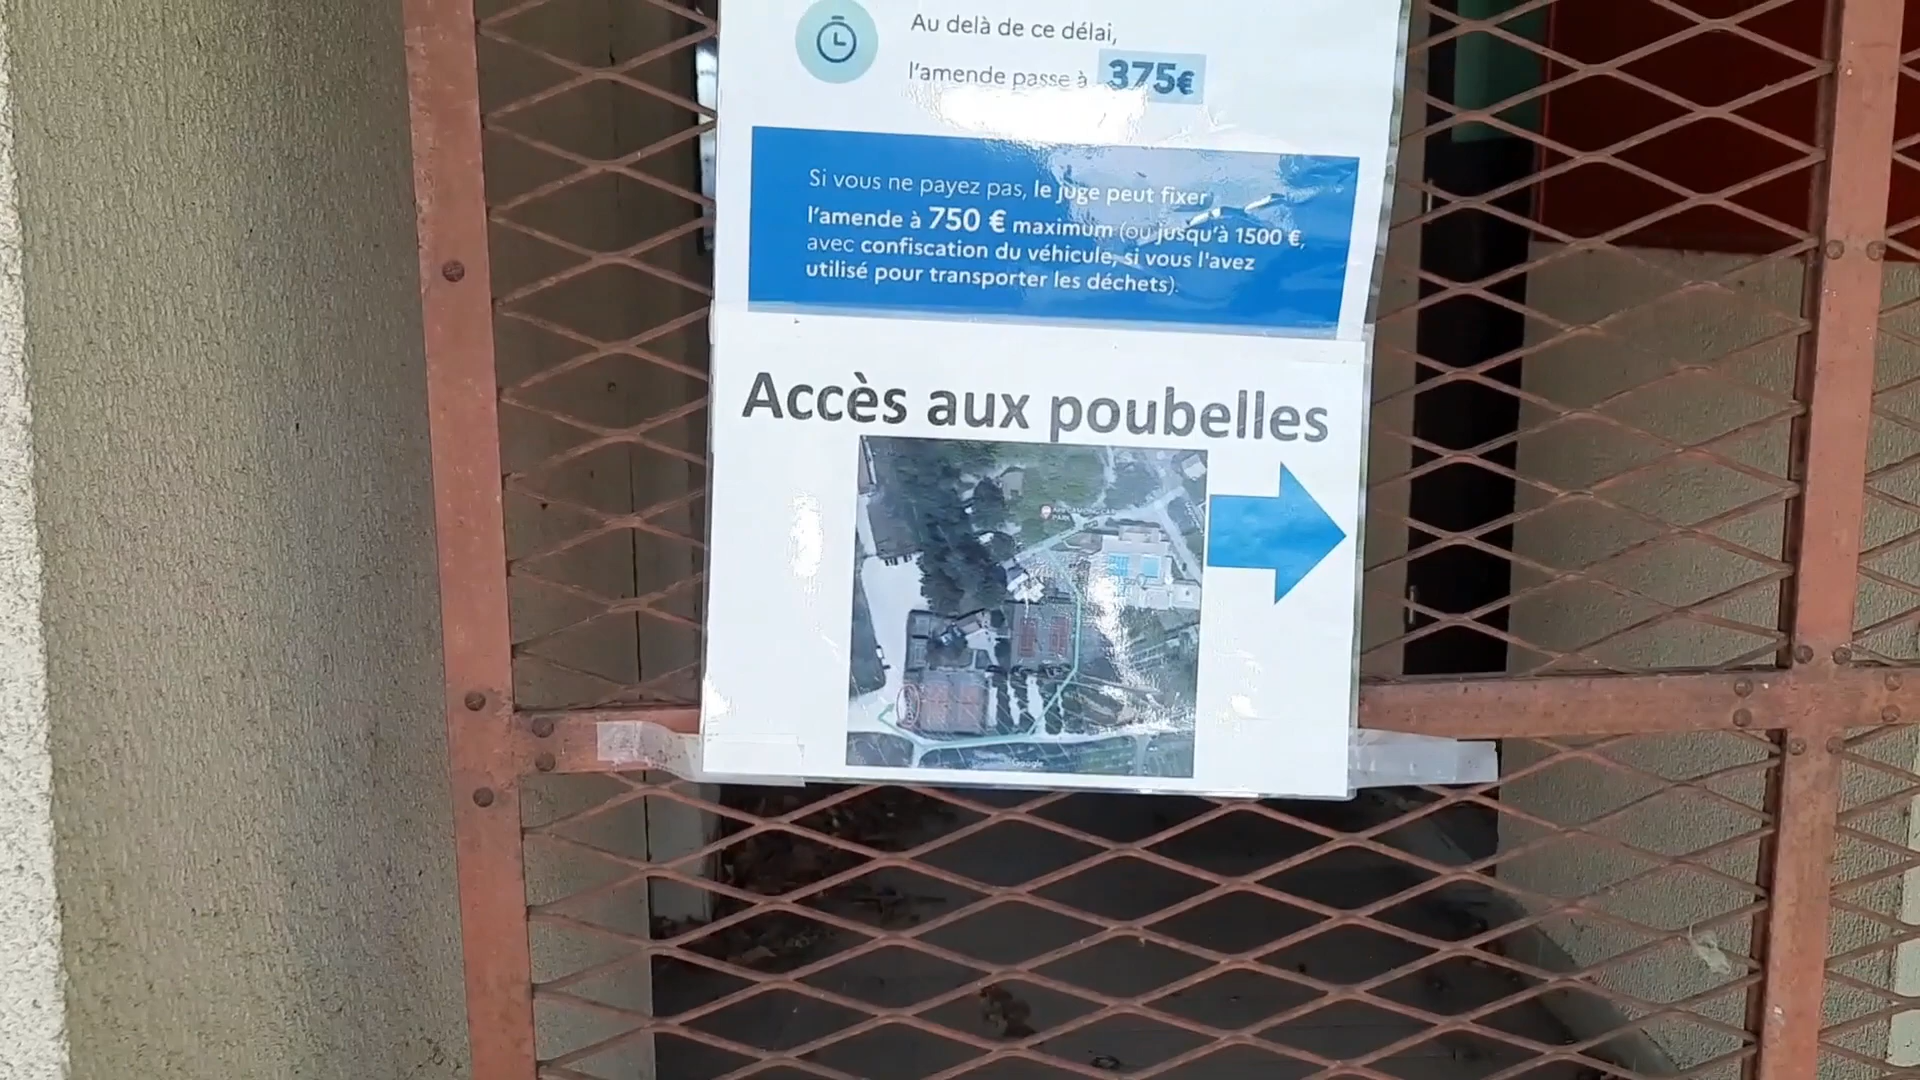 Au delà de ce délai,
l'amende passe à 375€
Si vous ne payez pas, le juge peut fixer
l'amende à 750 € maximum (ou jusqu'à 1500 €,
avec confiscation du véhicule, si vous l'avez
utilisé pour transporter les déchets).
Accès aux poubelles
PARK
Google